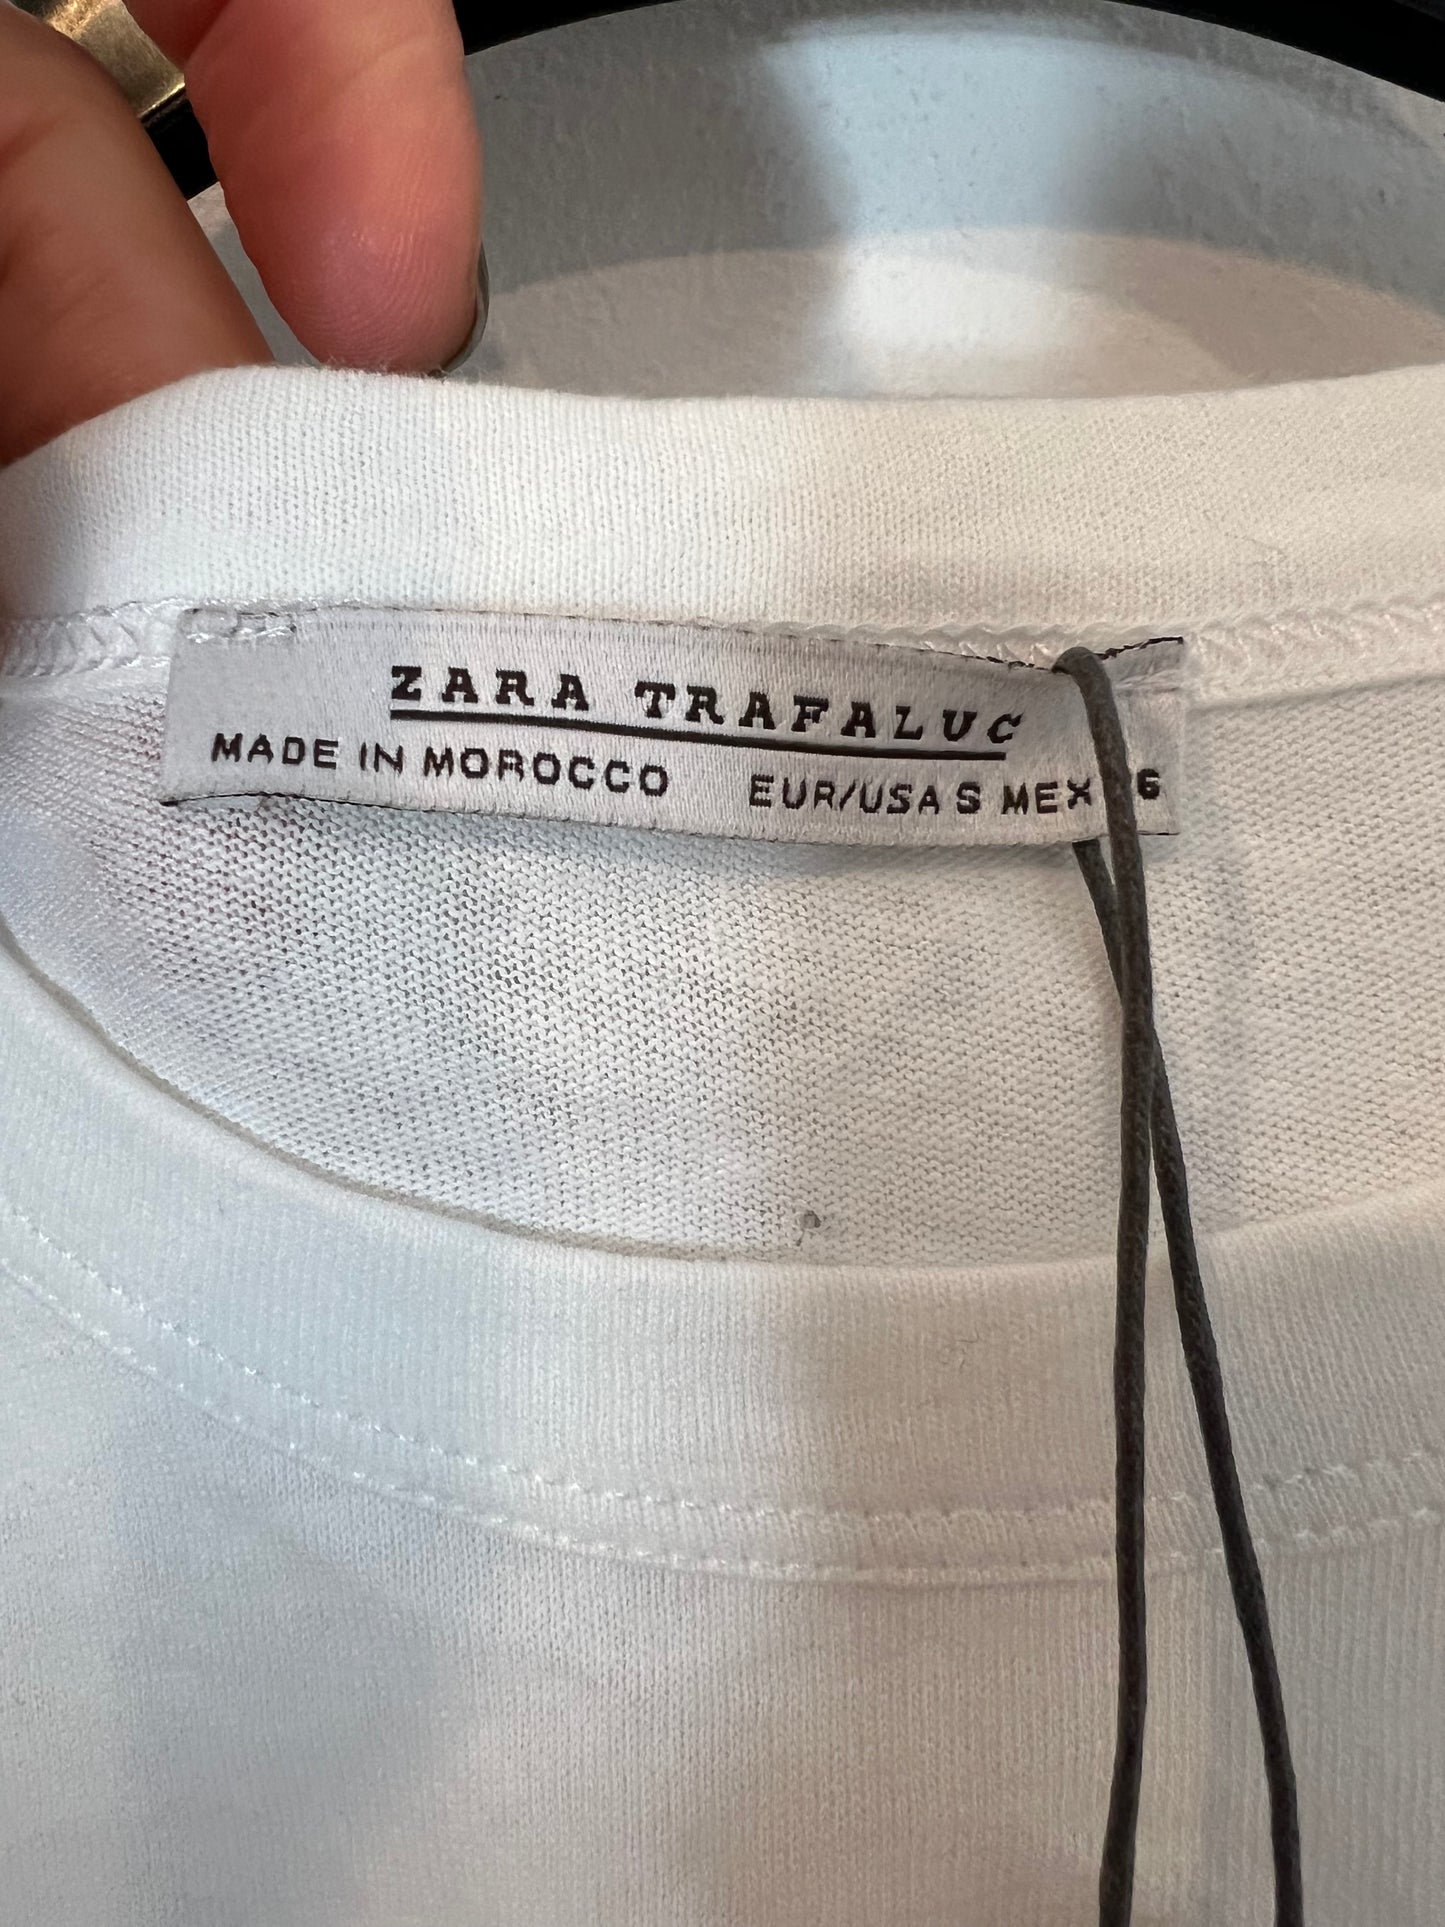 ZARA TRAFALUC
MADE IN MOROCCO EUR/USA S MEX